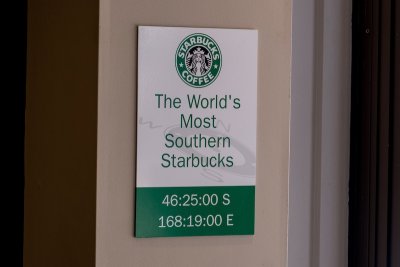 STARBUCKS
COFFEE
The World's
Most
Southern
Starbucks
46:25:00 S
168:19:00 E